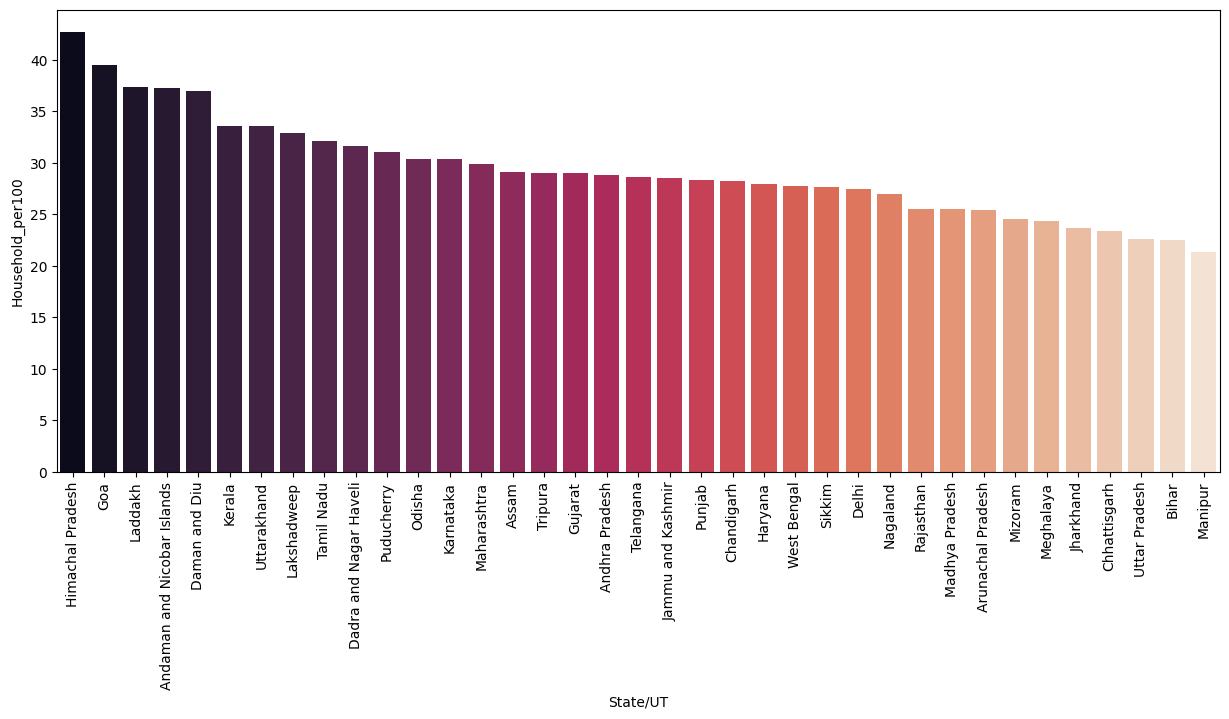 Household_per100
40
35
30
25
20
15
10
5
0
Himachal Pradesh
Goa
Laddakh
Andaman and Nicobar Islands
Daman and Diu
Kerala
Uttarakhand
Lakshadweep
Tamil Nadu
Dadra and Nagar Haveli
Puducherry
Odisha
Karnataka
Maharashtra
Assam
Tripura
Gujarat
Andhra Pradesh
Telangana
Jammu and Kashmir
Punjab
Chandigarh
Haryana
West Bengal
Sikkim
Delhi
Nagaland
Rajasthan
Madhya Pradesh
Arunachal Pradesh
Mizoram
Meghalaya
Jharkhand
Chhattisgarh
Uttar Pradesh
Bihar
Manipur
State/UT